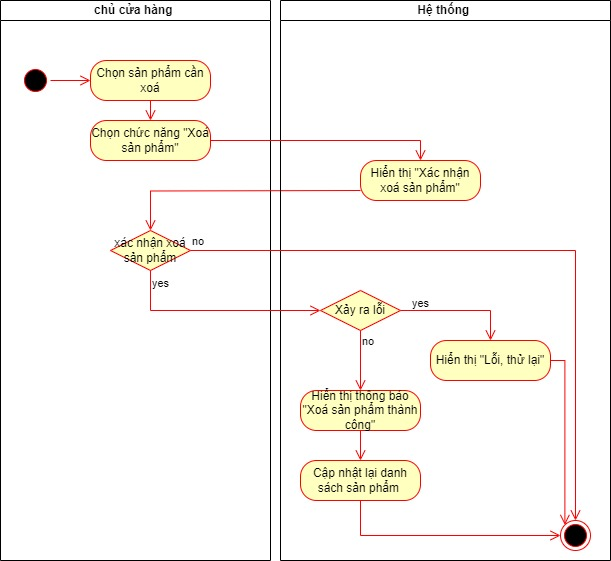 chủ cửa hàng
Hệ thống
Chọn sản phẩm cần
xoá
Chọn chức năng "Xoá
sản phẩm"
Hiển thị "Xác nhận
xoá sản phẩm"
xác nhận xoá
sản phẩm
no
yes
Xảy ra lỗi
yes
no
Hiển thị "Lỗi, thử lại"
Hiển thị thông báo
"Xoá sản phẩm thành
công"
Cập nhật lại danh
sách sản phẩm